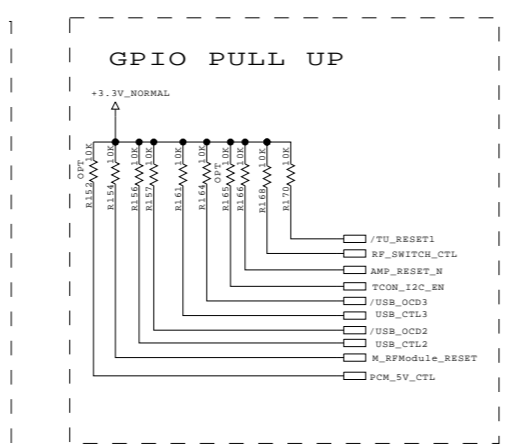 GPIO PULL UP
+3.3V_NORMAL
OPT
R152 10K
R154 10K
R156 10K
R157 10K
R161 10K
R164 10K
OPT
R165 10K
R166 10K
R168 10K
R170 10K
/TU_RESET1
RF_SWITCH_CTL
AMP_RESET_N
TCON_I2C_EN
/USB_OCD3
USB_CTL3
/USB_OCD2
USB_CTL2
M_RFModule_RESET
PCM_5V_CTL